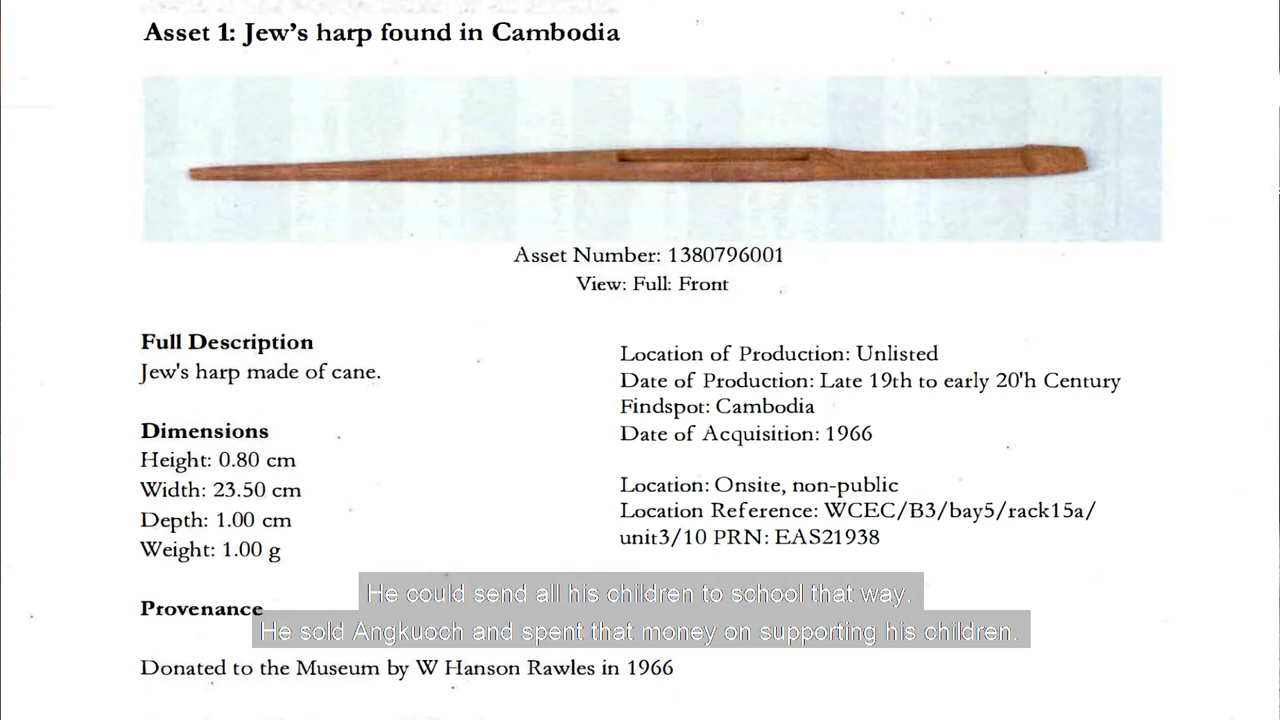 Asset 1: Jew's harp found in Cambodia
Asset Number: 1380796001
View: Full: Front
Full Description
Jew's harp made of cane.
Dimensions
Height: 0.80 cm
Width: 23.50 cm
Depth: 1.00 cm
Weight: 1.00 g
Location of Production: Unlisted
Date of Production: Late 19th to early 20'h Century
Findspot: Cambodia
Date of Acquisition: 1966
Location: Onsite, non-public
Location Reference: WCEC/B3/bay5/rack15a/
unit3/10 PRN: EAS21938
He could send all his children to school that way.
Provenance
He sold Angkuoch and spent that money on supporting his children.
Donated to the Museum by W Hanson Rawles in 1966